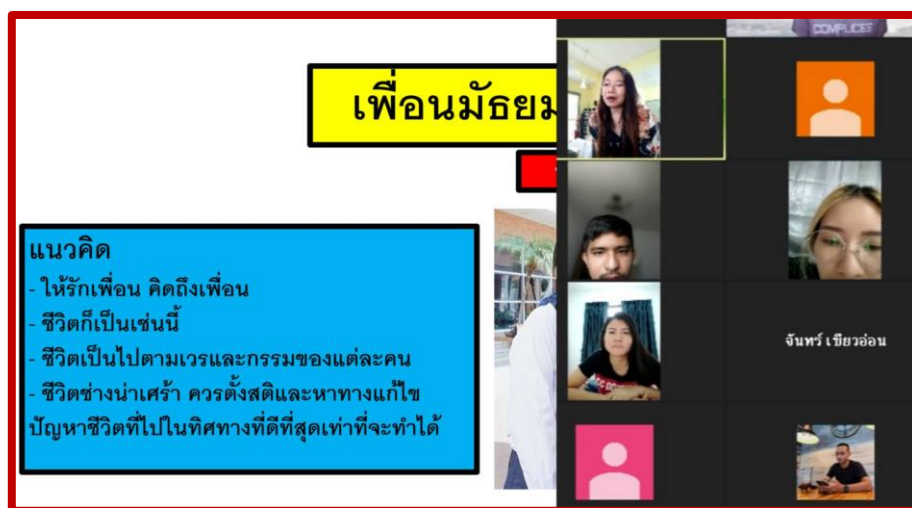 COMPLICES
เพื่อนมัธยม
แนวคิด
- ให้รักเพื่อน คิดถึงเพื่อน
- ชีวิตก็เป็นเช่นนี้
- ชีวิตเป็นไปตามเวรและกรรมของแต่ละคน
- ชีวิตช่างน่าเศร้า ควรตั้งสติและหาทางแก้ไข
ปัญหาชีวิตที่ไปในทิศทางที่ดีที่สุดเท่าที่จะทำได้
จันทร์ เขียวอ่อน